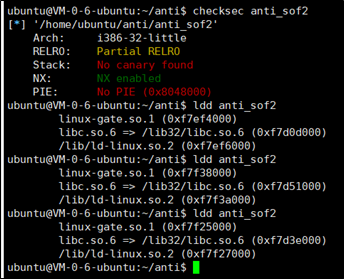 ubuntu@VM-0-6-ubuntu:~/anti$ checksec anti_sof2
[*] '/home/ubuntu/anti/anti_sof2'
Arch: i386-32-little
RELRO: Partial RELRO
Stack: No canary found
NX: NX enabled
PIE: No PIE (0x8048000)
ubuntu@VM-0-6-ubuntu:~/anti$ ldd anti_sof2
linux-gate.so.1 (0xf7ef4000)
libc.so.6 => /lib32/libc.so.6 (0xf7d0d000)
/lib/ld-linux.so.2 (0xf7ef6000)
ubuntu@VM-0-6-ubuntu:~/anti$ ldd anti_sof2
linux-gate.so.1 (0xf7f38000)
libc.so.6 => /lib32/libc.so.6 (0xf7d51000)
/lib/ld-linux.so.2 (0xf7f3a000)
ubuntu@VM-0-6-ubuntu:~/anti$ ldd anti_sof2
linux-gate.so.1 (0xf7f25000)
libc.so.6 => /lib32/libc.so.6 (0xf7d3e000)
/lib/ld-linux.so.2 (0xf7f27000)
ubuntu@VM-0-6-ubuntu:~/anti$